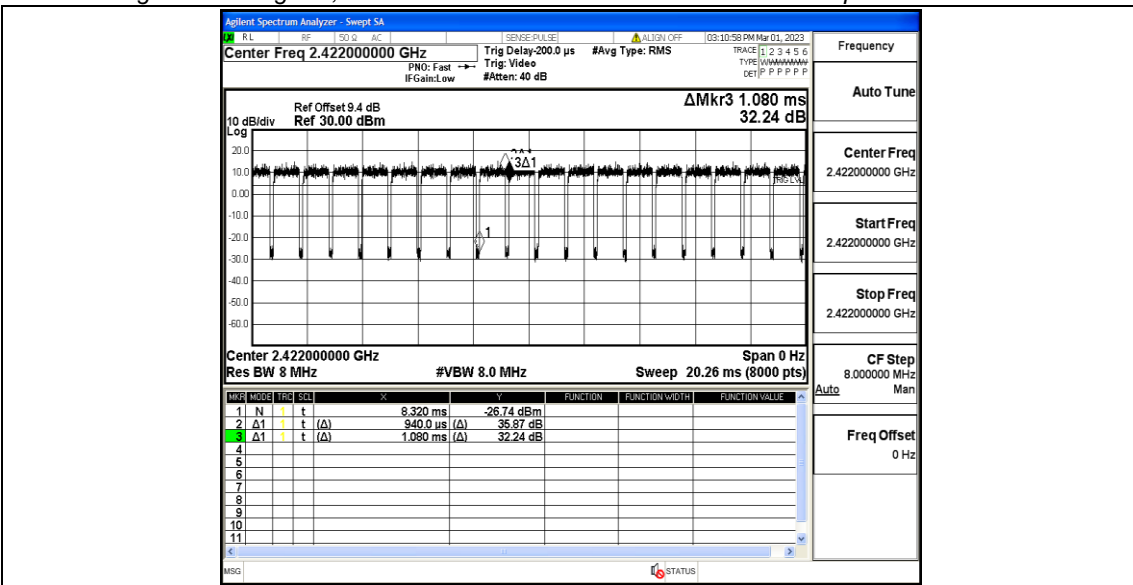 Agilent Spectrum Analyzer - Swept SA
RL RF 50 Ω AC SENSE:PULSE ALIGN OFF 03:10:58 PM Mar 01, 2023
Center Freq 2.422000000 GHz
PNO: Fast
IFGain:Low
Trig Delay-200.0 µs
Trig: Video
#Atten: 40 dB
#Avg Type: RMS
TRACE 1 2 3 4 5 6
TYPE
DET P P P P P P
Frequency
Auto Tune
Center Freq
2.422000000 GHz
Start Freq
2.422000000 GHz
Stop Freq
2.422000000 GHz
CF Step
8.000000 MHz
Auto Man
Freq Offset
0 Hz
ΔMkr3 1.080 ms
32.24 dB
Ref Offset 9.4 dB
10 dB/div Ref 30.00 dBm
Log
20.0
10.0
0.00
-10.0
-20.0
-30.0
-40.0
-50.0
-60.0
3Δ1
TRIG LVL
1
Center 2.422000000 GHz Span 0 Hz
Res BW 8 MHz #VBW 8.0 MHz Sweep 20.26 ms (8000 pts)
MKR MODE TRC SCL X Y FUNCTION FUNCTION WIDTH FUNCTION VALUE
1 N 1 t 8.320 ms -26.74 dBm
2 Δ1 1 t (Δ) 940.0 µs (Δ) 35.87 dB
3 Δ1 1 t (Δ) 1.080 ms (Δ) 32.24 dB
4
5
6
7
8
9
10
11
MSG STATUS